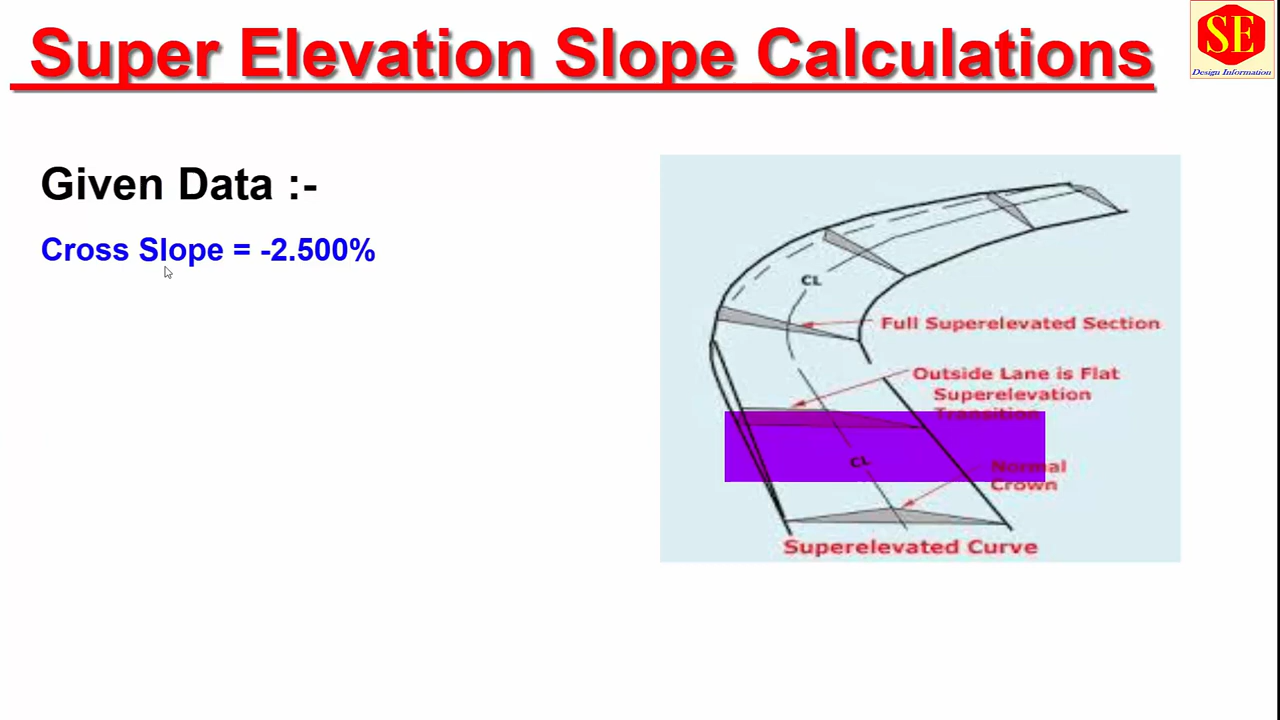 Super Elevation Slope Calculations
SE
Design Information
Given Data :-
Cross Slope = -2.500%
CL
Full Superelevated Section
Outside Lane is Flat
Superelevation
Transition
CL
Normal
Crown
Superelevated Curve